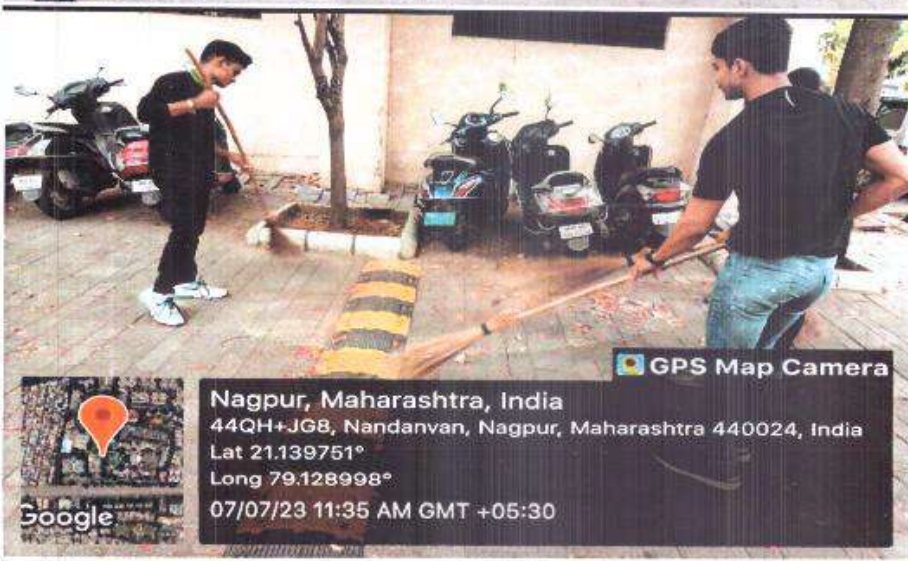 GPS Map Camera
Nagpur, Maharashtra, India
44QH+JG8, Nandanvan, Nagpur, Maharashtra 440024, India
Lat 21.139751°
Long 79.128998°
07/07/23 11:35 AM GMT +05:30
Google